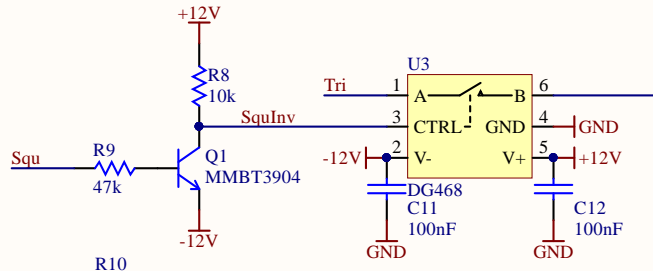 +12V
U3
R8
10k
Tri
1
A
B
6
SquInv
3
CTRL
GND
4
GND
Squ
R9
47k
Q1
MMBT3904
-12V
2
V-
V+
5
+12V
DG468
C11
100nF
C12
100nF
-12V
GND
GND
R10